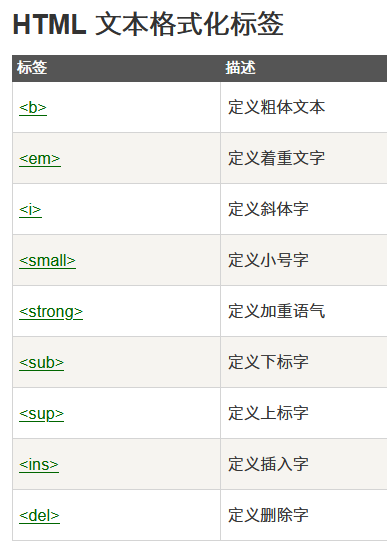 HTML 文本格式化标签
标签 描述
<b> 定义粗体文本
<em> 定义着重文字
<i> 定义斜体字
<small> 定义小号字
<strong> 定义加重语气
<sub> 定义下标字
<sup> 定义上标字
<ins> 定义插入字
<del> 定义删除字